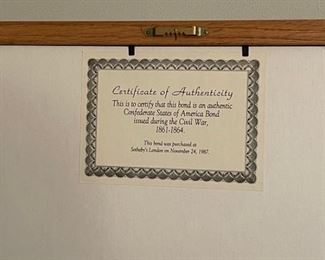 Certificate of Authenticity
This is to certify that this bond is an authentic
Confederate States of America Bond
issued during the Civil War,
1861-1864.
This bond was purchased at
Sotheby's London on November 24, 1987.